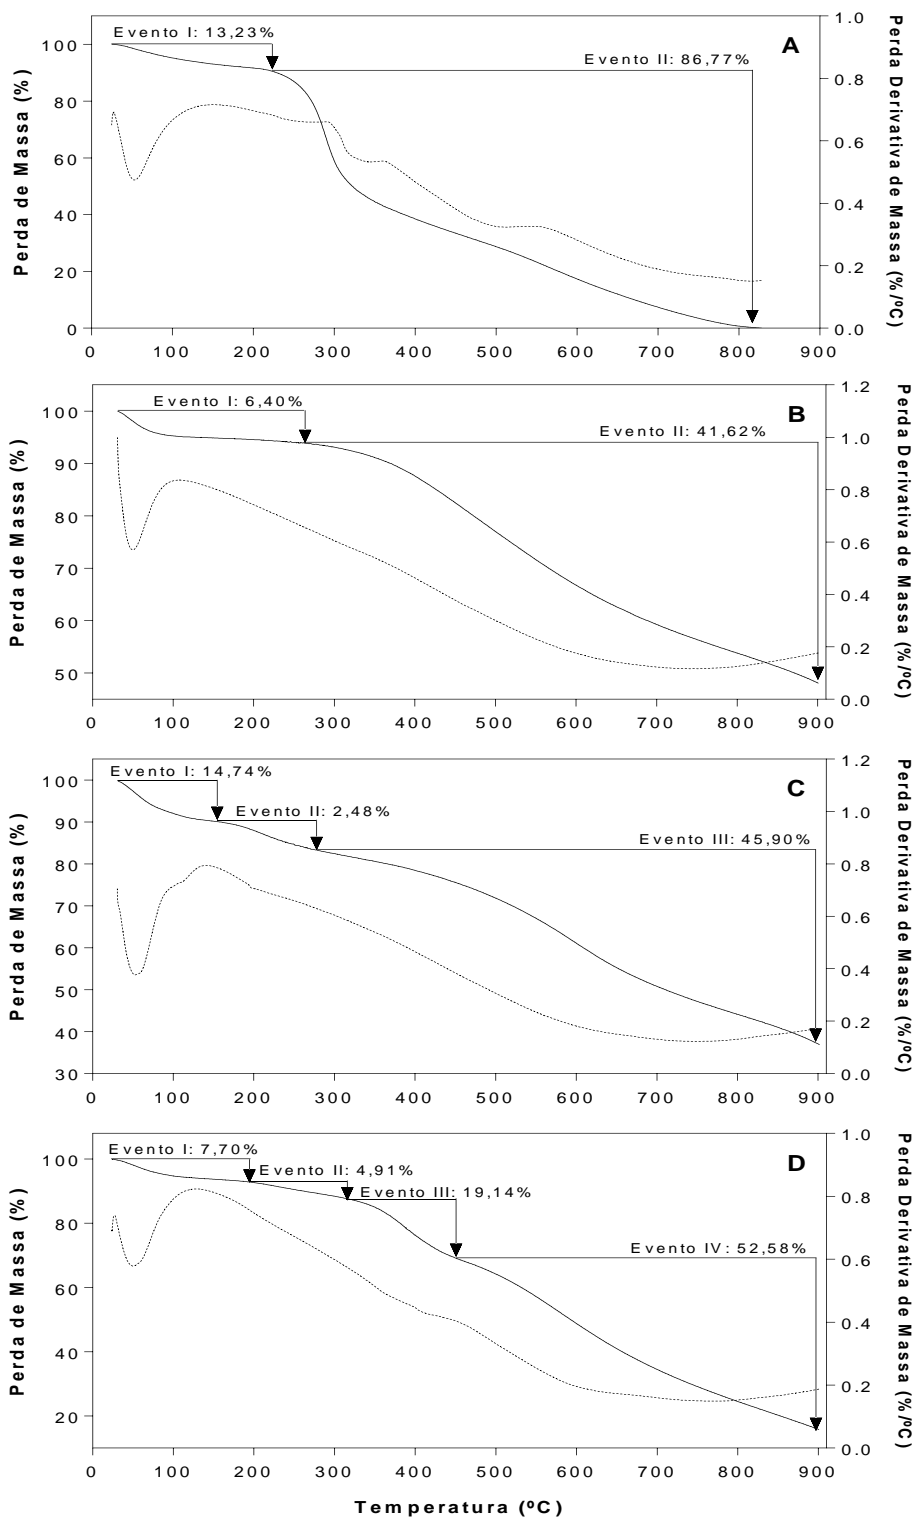 Evento I: 13,23%
A
Evento II: 86,77%
100
80
60
40
20
0
1.0
0.8
0.6
0.4
0.2
0.0
0 100 200 300 400 500 600 700 800 900
Perda de Massa (%)
Perda Derivativa de Massa (%/ºC)
Evento I: 6,40%
B
Evento II: 41,62%
100
90
80
70
60
50
1.2
1.0
0.8
0.6
0.4
0.2
0.0
0 100 200 300 400 500 600 700 800 900
Perda de Massa (%)
Perda Derivativa de Massa (%/ºC)
Evento I: 14,74%
C
Evento II: 2,48%
Evento III: 45,90%
100
90
80
70
60
50
40
30
1.2
1.0
0.8
0.6
0.4
0.2
0.0
0 100 200 300 400 500 600 700 800 900
Perda de Massa (%)
Perda Derivativa de Massa (%/ºC)
Evento I: 7,70%
D
Evento II: 4,91%
Evento III: 19,14%
Evento IV: 52,58%
100
80
60
40
20
1.0
0.8
0.6
0.4
0.2
0.0
0 100 200 300 400 500 600 700 800 900
Perda de Massa (%)
Perda Derivativa de Massa (%/ºC)
Temperatura (ºC)